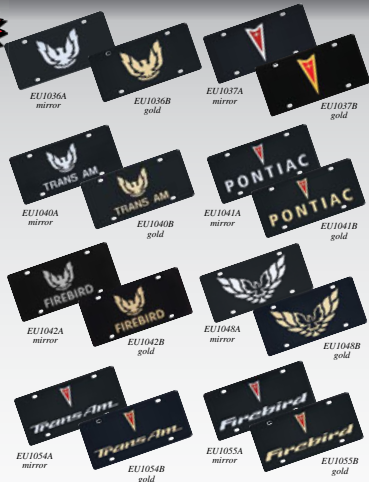 EU1036A
mirror
EU1036B
gold
EU1037A
mirror
EU1037B
gold
TRANS AM
TRANS AM
EU1040A
mirror
EU1040B
gold
PONTIAC
PONTIAC
EU1041A
mirror
EU1041B
gold
FIREBIRD
FIREBIRD
EU1042A
mirror
EU1042B
gold
EU1048A
mirror
EU1048B
gold
Trans Am
Trans Am
EU1054A
mirror
EU1054B
gold
Firebird
Firebird
EU1055A
mirror
EU1055B
gold